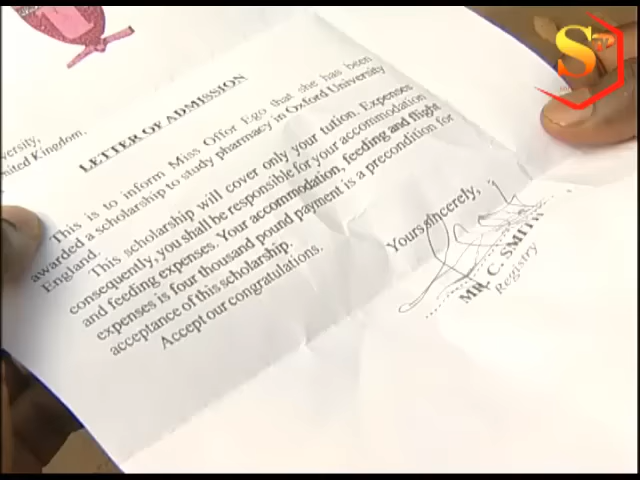 S
versity,
nited Kingdom,
LETTER OF ADMISSION
This is to inform Miss Offor Ego that she has been
awarded a scholarship to study pharmacy in Oxford University
England.
This scholarship will cover only your tution. Expenses
consequently, you shall be responsible for your accommodation
and feeding expenses. Your accommodation, feeding and flight
expenses is four thousand pound payment is a precondition for
acceptance of this scholarship.
Accept our congratulations.
Yours sincerely,
MR. C. SMITH
Registry